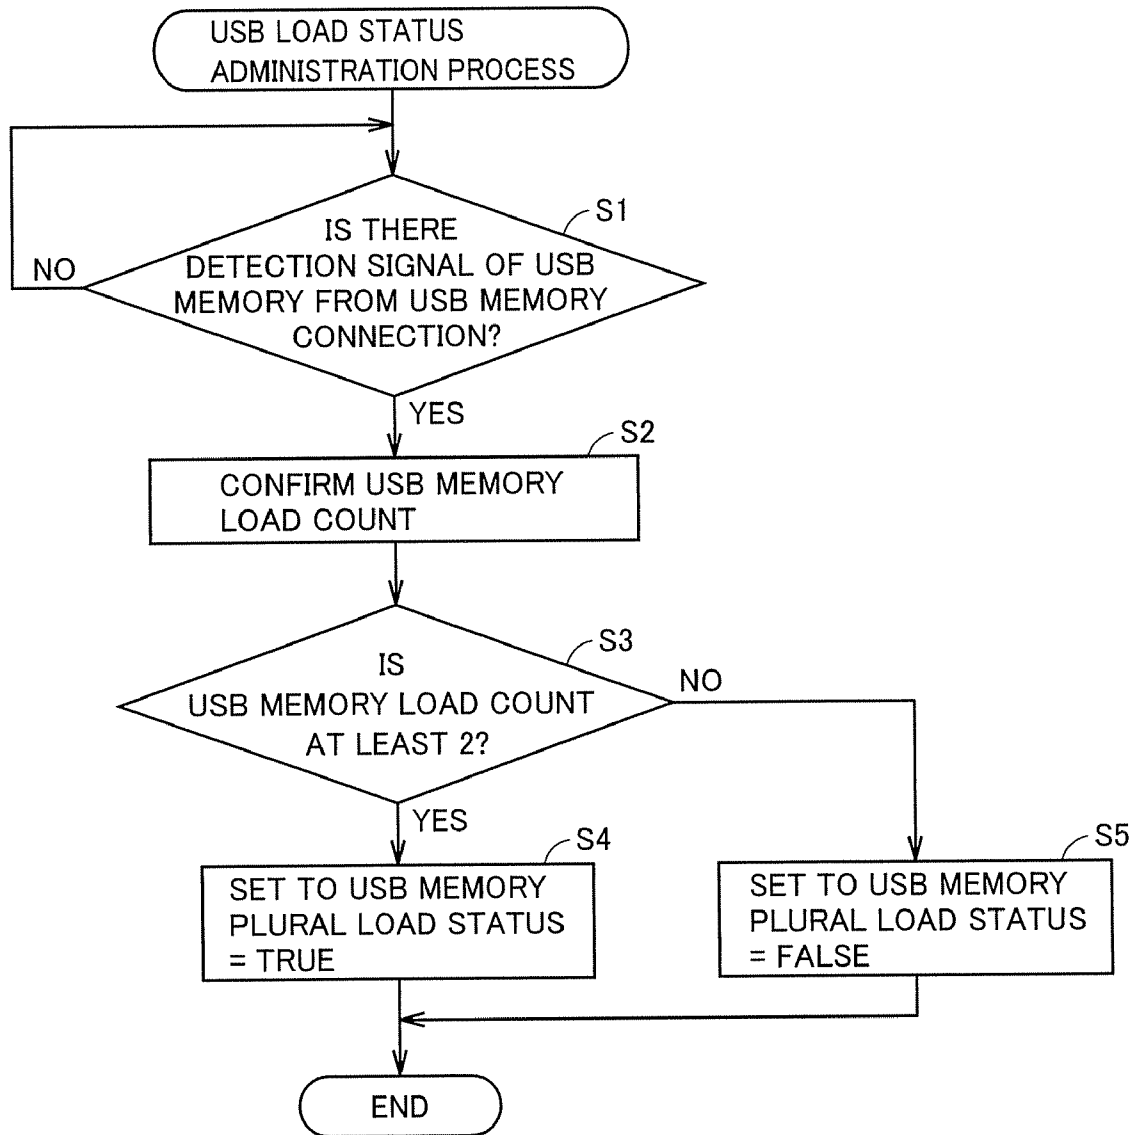 USB LOAD STATUS
ADMINISTRATION PROCESS
S1
IS THERE
DETECTION SIGNAL OF USB
MEMORY FROM USB MEMORY
CONNECTION?
NO
YES
S2
CONFIRM USB MEMORY
LOAD COUNT
S3
IS
USB MEMORY LOAD COUNT
AT LEAST 2?
NO
YES
S4
SET TO USB MEMORY
PLURAL LOAD STATUS
= TRUE
S5
SET TO USB MEMORY
PLURAL LOAD STATUS
= FALSE
END